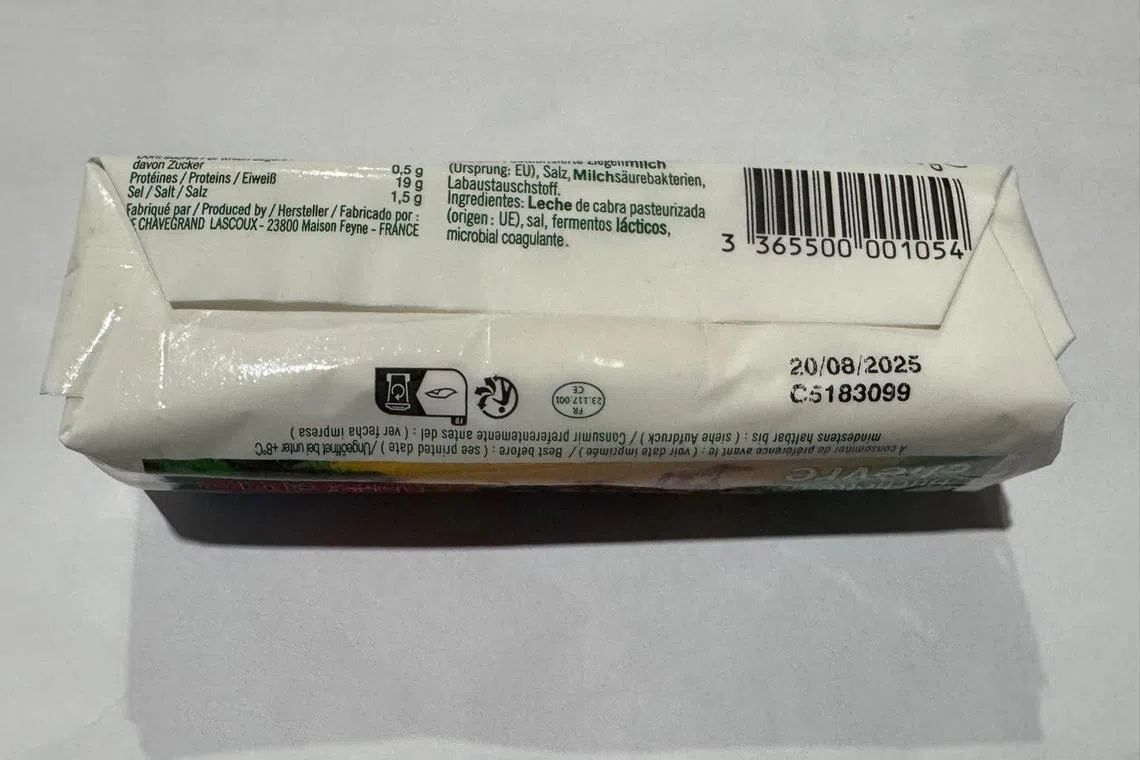 davon Zucker 0,5 g
Protéines / Proteins / Eiweiß 19 g
Sel / Salt / Salz 1,5 g
Fabriqué par / Produced by / Hersteller / Fabricado por :
CHAVEGRAND LASCOUX - 23800 Maison Feyne - FRANCE
Ziegenmilch
(Ursprung: EU), Salz, Milchsäurebakterien,
Labaustauschstoff.
Ingredientes: Leche de cabra pasteurizada
(origen : UE), sal, fermentos lácticos,
microbial coagulante.
3 365500 001054
20/08/2025
C5183099
FR
FR
23.117.001
CE
A consommer de préférence avant le : ( voir date imprimée ) / Best before : ( see printed date ) / Ungeöffnet bei unter +8°C
mindestens haltbar bis : ( siehe Aufdruck ) / Consumir preferentemente antes del : ( ver fecha impresa )